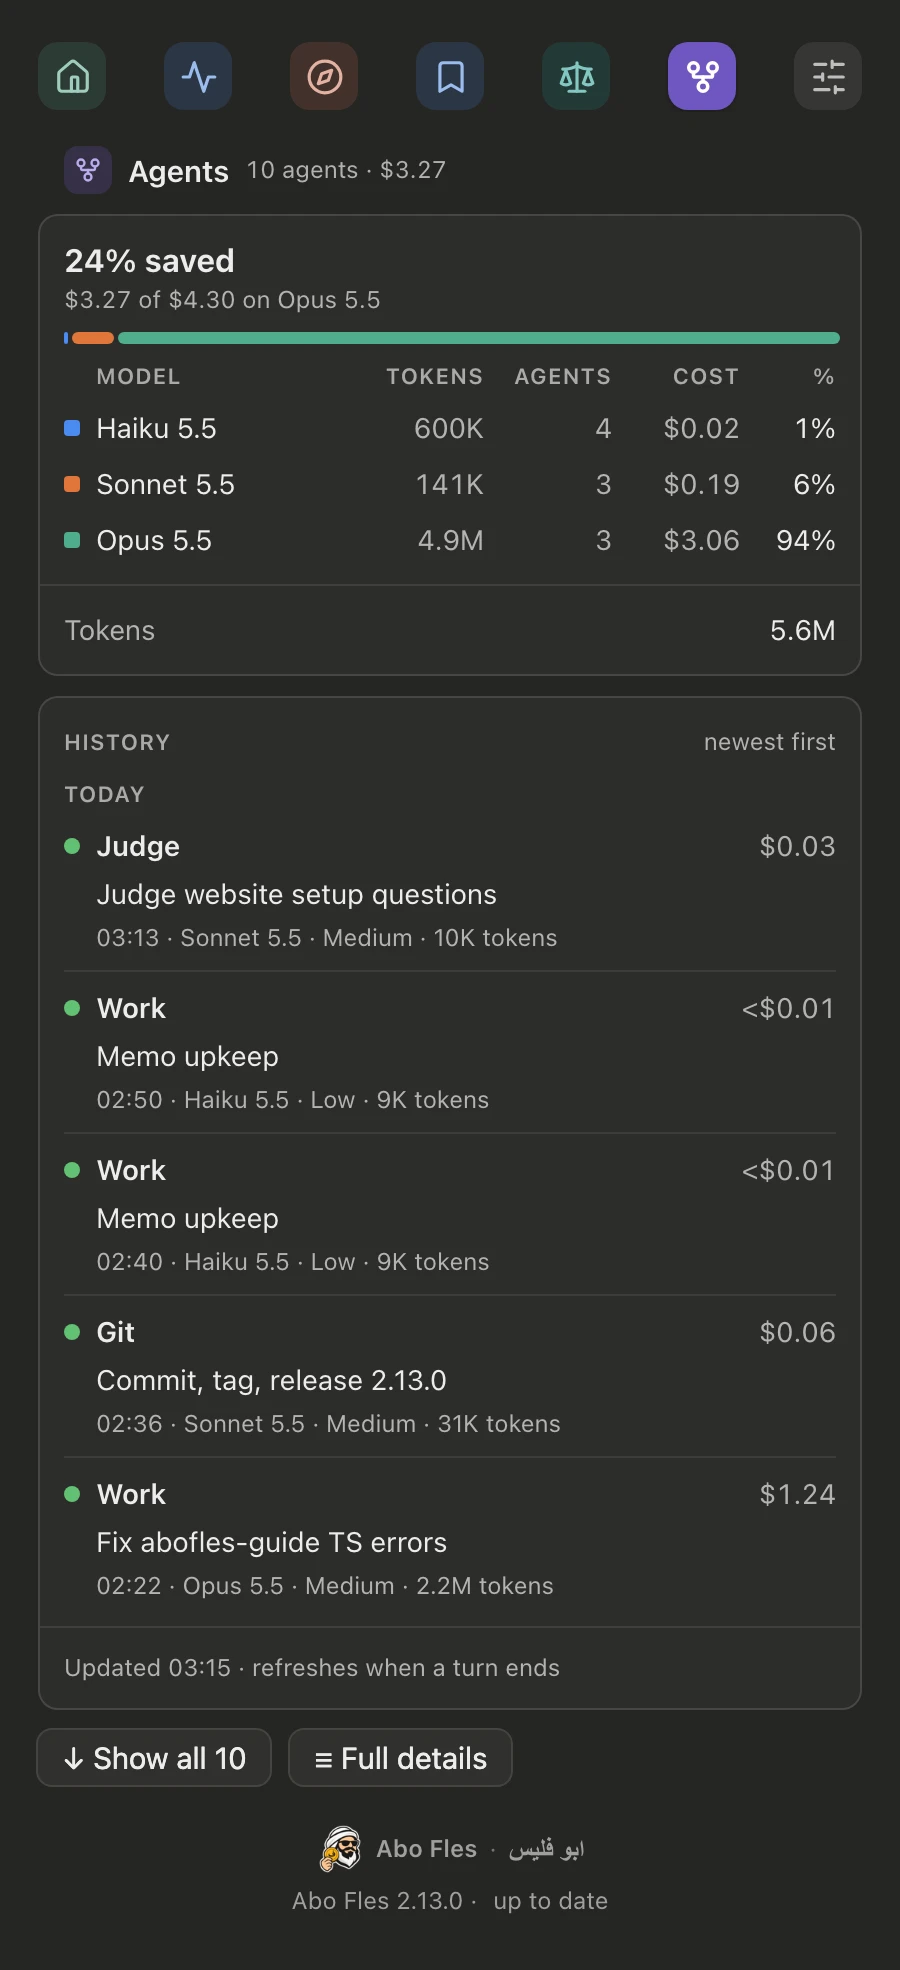 Agents 10 agents · $3.27
24% saved
$3.27 of $4.30 on Opus 5.5
MODEL TOKENS AGENTS COST %
Haiku 5.5 600K 4 $0.02 1%
Sonnet 5.5 141K 3 $0.19 6%
Opus 5.5 4.9M 3 $3.06 94%
Tokens 5.6M
HISTORY newest first
TODAY
Judge $0.03
Judge website setup questions
03:13 · Sonnet 5.5 · Medium · 10K tokens
Work <$0.01
Memo upkeep
02:50 · Haiku 5.5 · Low · 9K tokens
Work <$0.01
Memo upkeep
02:40 · Haiku 5.5 · Low · 9K tokens
Git $0.06
Commit, tag, release 2.13.0
02:36 · Sonnet 5.5 · Medium · 31K tokens
Work $1.24
Fix abofles-guide TS errors
02:22 · Opus 5.5 · Medium · 2.2M tokens
Updated 03:15 · refreshes when a turn ends
↓ Show all 10 ≡ Full details
Abo Fles · ابو فليس
Abo Fles 2.13.0 · up to date